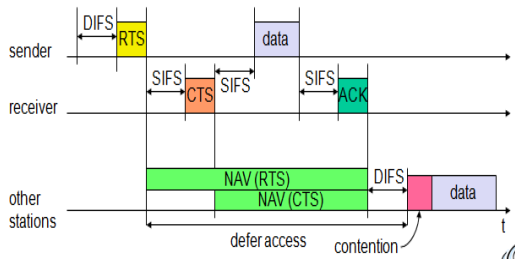 DIFS
RTS
data
sender
SIFS
SIFS
SIFS
CTS
ACK
receiver
NAV (RTS)
DIFS
NAV (CTS)
data
other
stations
t
defer access
contention